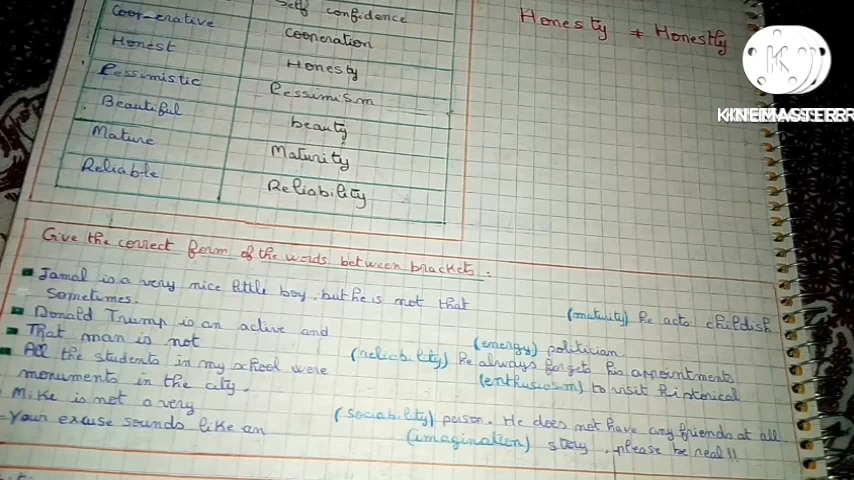 Self confidence
Cooperative Cooperation
Honest Honesty
Pessimistic Pessimism
Beautiful beauty
Mature Maturity
Reliable Reliability
Honesty ≠ Honestly
KINEMASTER
Give the correct form of the words between brackets :
Jamal is a very nice little boy, but he is not that (maturity) he acts childish
sometimes.
Donald Trump is an active and (energy) politician
That man is not (reliability) he always forgets his appointments
All the students in my school were (enthusiasm) to visit historical
monuments in the city.
Mike is not a very (sociability) person. He does not have any friends at all
Your excuse sounds like an (imagination) story, please be real!!